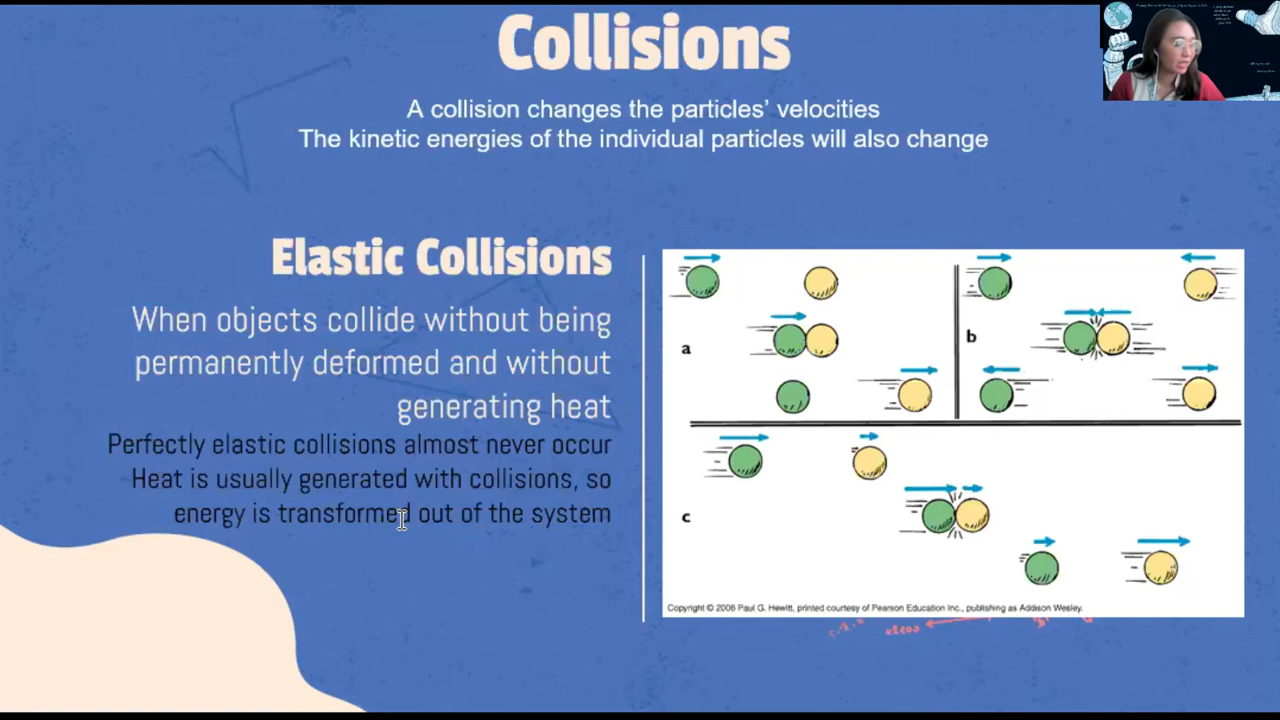 Collisions
A collision changes the particles' velocities
The kinetic energies of the individual particles will also change
Elastic Collisions
When objects collide without being
permanently deformed and without
generating heat
Perfectly elastic collisions almost never occur
Heat is usually generated with collisions, so
energy is transformed out of the system
a
b
c
Copyright © 2006 Paul G. Hewitt, printed courtesy of Pearson Education Inc., publishing as Addison Wesley.